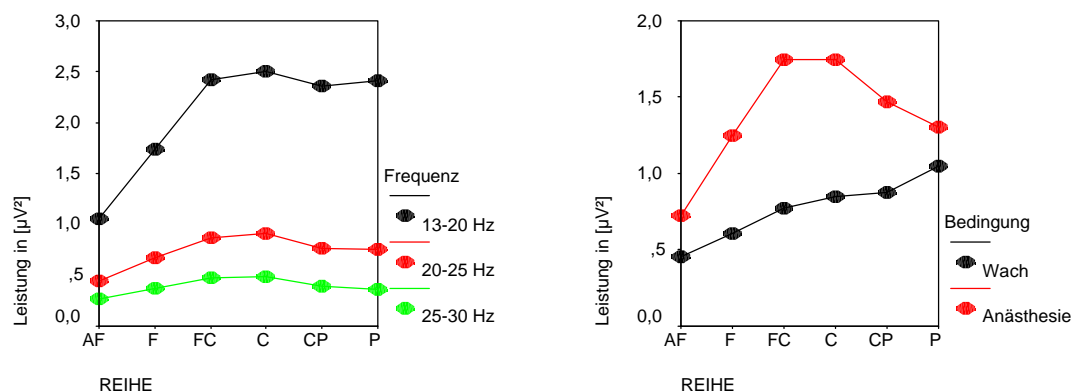 3,0
2,5
2,0
1,5
1,0
,5
0,0
Leistung in [µV²]
AF F FC C CP P
REIHE
Frequenz
13-20 Hz
20-25 Hz
25-30 Hz
2,0
1,5
1,0
,5
0,0
Leistung in [µV²]
AF F FC C CP P
REIHE
Bedingung
Wach
Anästhesie